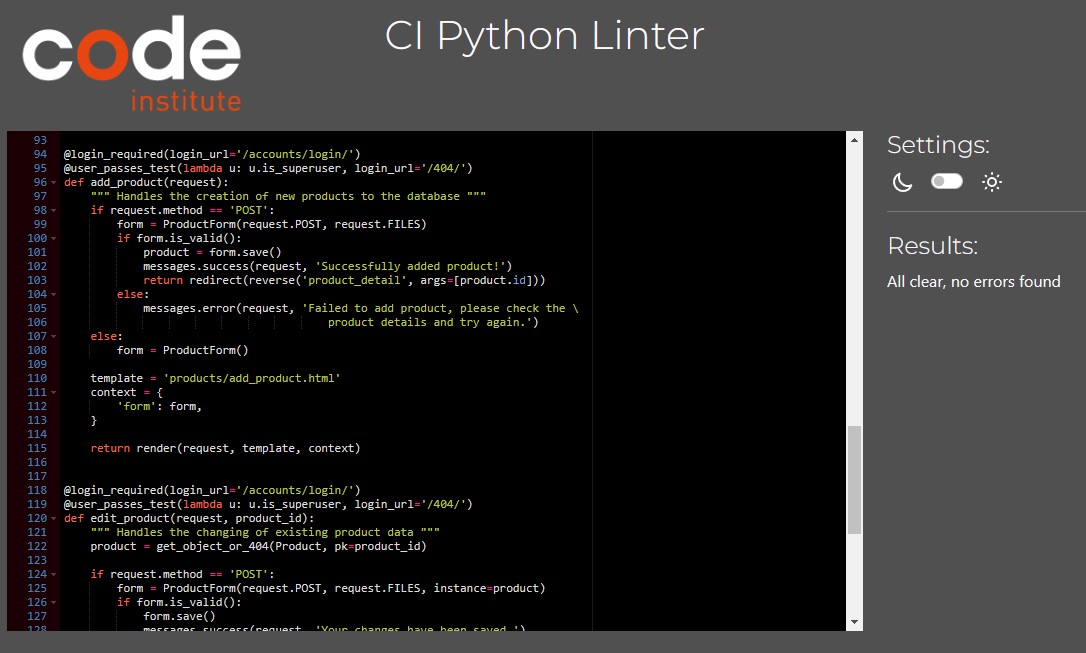 code
institute
CI Python Linter
93
94 @login_required(login_url='/accounts/login/')
95 @user_passes_test(lambda u: u.is_superuser, login_url='/404/')
96 def add_product(request):
97     """ Handles the creation of new products to the database """
98     if request.method == 'POST':
99         form = ProductForm(request.POST, request.FILES)
100         if form.is_valid():
101             product = form.save()
102             messages.success(request, 'Successfully added product!')
103             return redirect(reverse('product_detail', args=[product.id]))
104         else:
105             messages.error(request, 'Failed to add product, please check the \
106                                         product details and try again.')
107     else:
108         form = ProductForm()
109
110     template = 'products/add_product.html'
111     context = {
112         'form': form,
113     }
114
115     return render(request, template, context)
116
117
118 @login_required(login_url='/accounts/login/')
119 @user_passes_test(lambda u: u.is_superuser, login_url='/404/')
120 def edit_product(request, product_id):
121     """ Handles the changing of existing product data """
122     product = get_object_or_404(Product, pk=product_id)
123
124     if request.method == 'POST':
125         form = ProductForm(request.POST, request.FILES, instance=product)
126         if form.is_valid():
127             form.save()
128             messages.success(request, 'Your changes have been saved.')
Settings:
Results:
All clear, no errors found